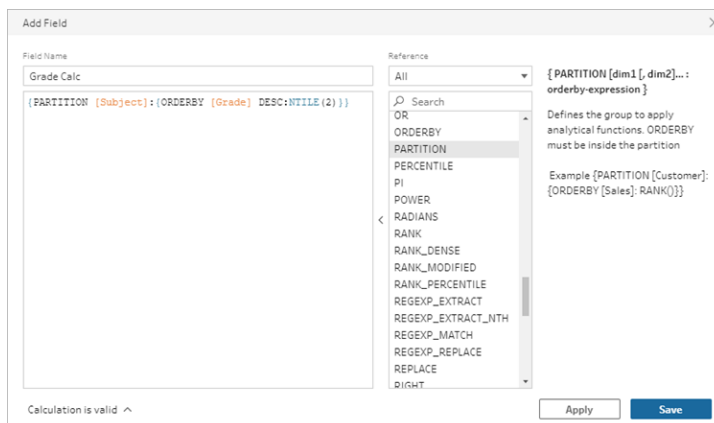 Add Field
Field Name
Grade Calc
{PARTITION [Subject]:{ORDERBY [Grade] DESC:NTILE(2)}}
Reference
All
Search
OR
ORDERBY
PARTITION
PERCENTILE
PI
POWER
RADIANS
RANK
RANK_DENSE
RANK_MODIFIED
RANK_PERCENTILE
REGEXP_EXTRACT
REGEXP_EXTRACT_NTH
REGEXP_MATCH
REGEXP_REPLACE
REPLACE
RIGHT
{ PARTITION [dim1 [, dim2]... :
orderby-expression }
Defines the group to apply
analytical functions. ORDERBY
must be inside the partition
Example {PARTITION [Customer]:
{ORDERBY [Sales]: RANK()}}
Calculation is valid
Apply
Save